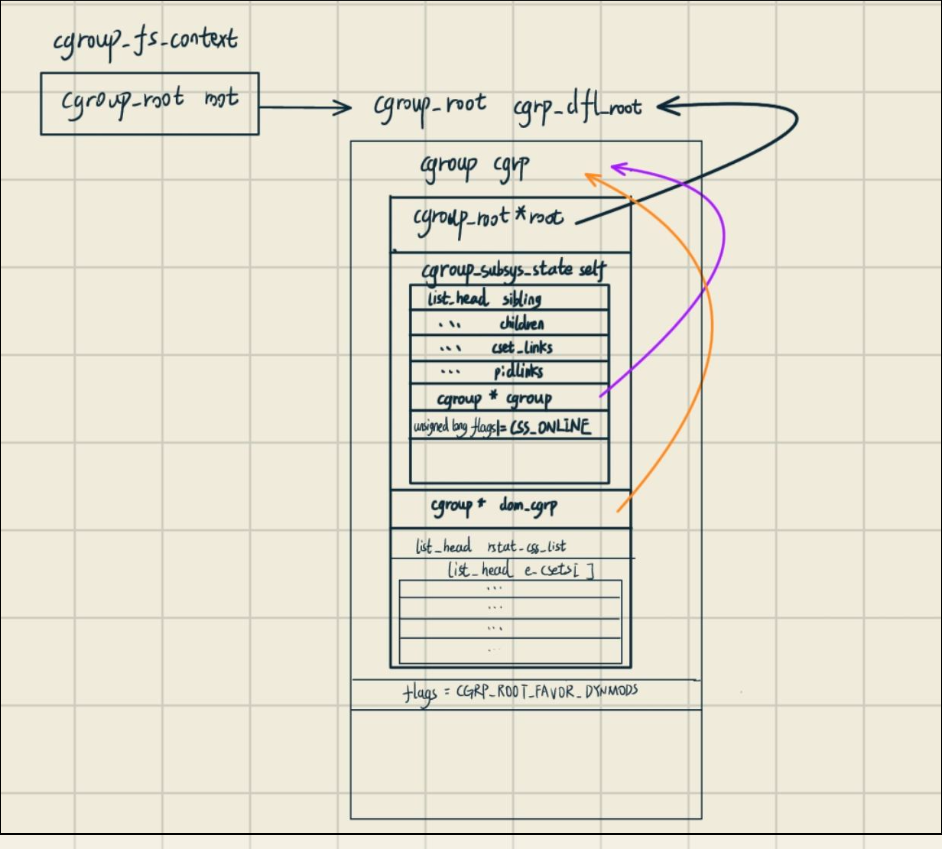 cgroup_fs_context
cgroup_root root
cgroup_root cgrp_dfl_root
cgroup cgrp
cgroup_root *root
cgroup_subsys_state self
list_head sibling
... children
... cset_links
... pidlinks
cgroup * cgroup
unsigned long flags|= CSS_ONLINE
cgroup * dom_cgrp
list_head rstat_css_list
list_head e_csets[ ]
...
...
...
...
flags = CGRP_ROOT_FAVOR_DYNMODS